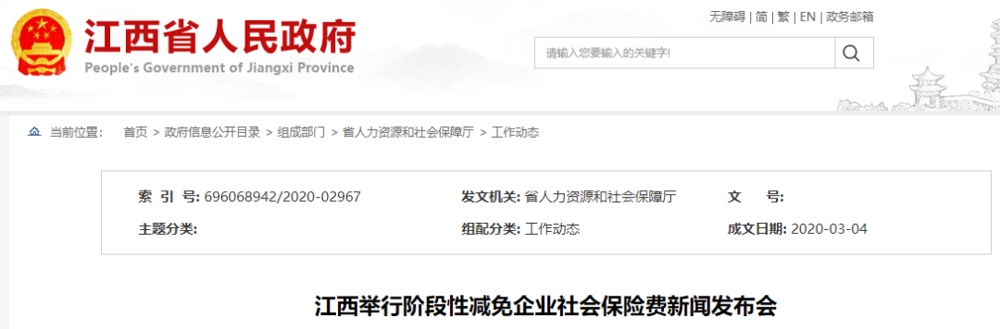 无障碍 | 简 | 繁 | EN | 政务邮箱
江西省人民政府
People's Government of Jiangxi Province
请输入您要输入的关键字!
当前位置: 首页 > 政府信息公开目录 > 组成部门 > 省人力资源和社会保障厅 > 工作动态
索 引 号: 696068942/2020-02967 发文机关: 省人力资源和社会保障厅 文 号:
主题分类: 组配分类: 工作动态 成文日期: 2020-03-04
江西举行阶段性减免企业社会保险费新闻发布会